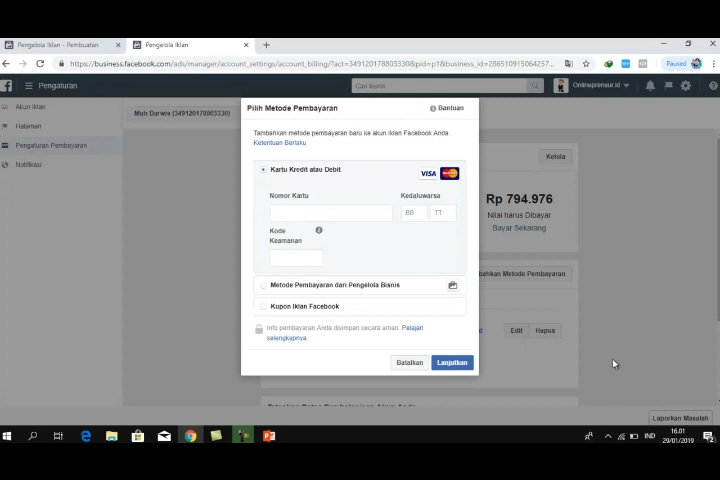 Pengelola Iklan - Pembuatan
Pengelola Iklan
https://business.facebook.com/ads/manager/account_settings/account_billing/?act=349120178803330&pid=p1&business_id=286510915064257...
Paused
Pengaturan
Cari bisnis
Onlinepreneur.id
Akun Iklan
Halaman
Pengaturan Pembayaran
Notifikasi
Muh Darwis (349120178803330)
Pilih Metode Pembayaran
Bantuan
Tambahkan metode pembayaran baru ke akun Iklan Facebook Anda
Ketentuan Berlaku
Kartu Kredit atau Debit
VISA
MasterCard
Nomor Kartu
Kedaluwarsa
BB
TT
Kode
Keamanan
Metode Pembayaran dari Pengelola Bisnis
Kupon Iklan Facebook
Info pembayaran Anda disimpan secara aman. Pelajari
selengkapnya.
Batalkan
Lanjutkan
Kelola
Rp 794.976
Nilai harus Dibayar
Bayar Sekarang
bahkan Metode Pembayaran
Edit
Hapus
Laporkan Masalah
IND
16.01
29/01/2019